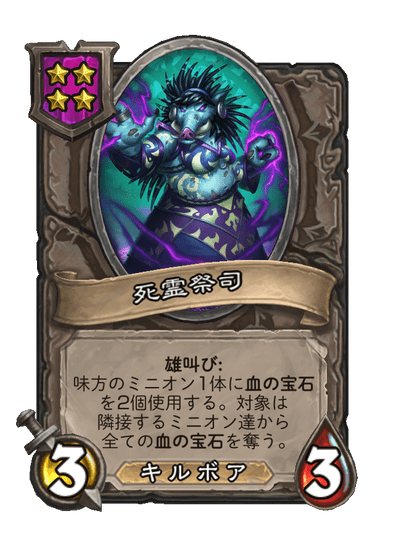 死霊祭司
雄叫び:
味方のミニオン1体に血の宝石
を2個使用する。対象は
隣接するミニオン達から
全ての血の宝石を奪う。
3
キルボア
3